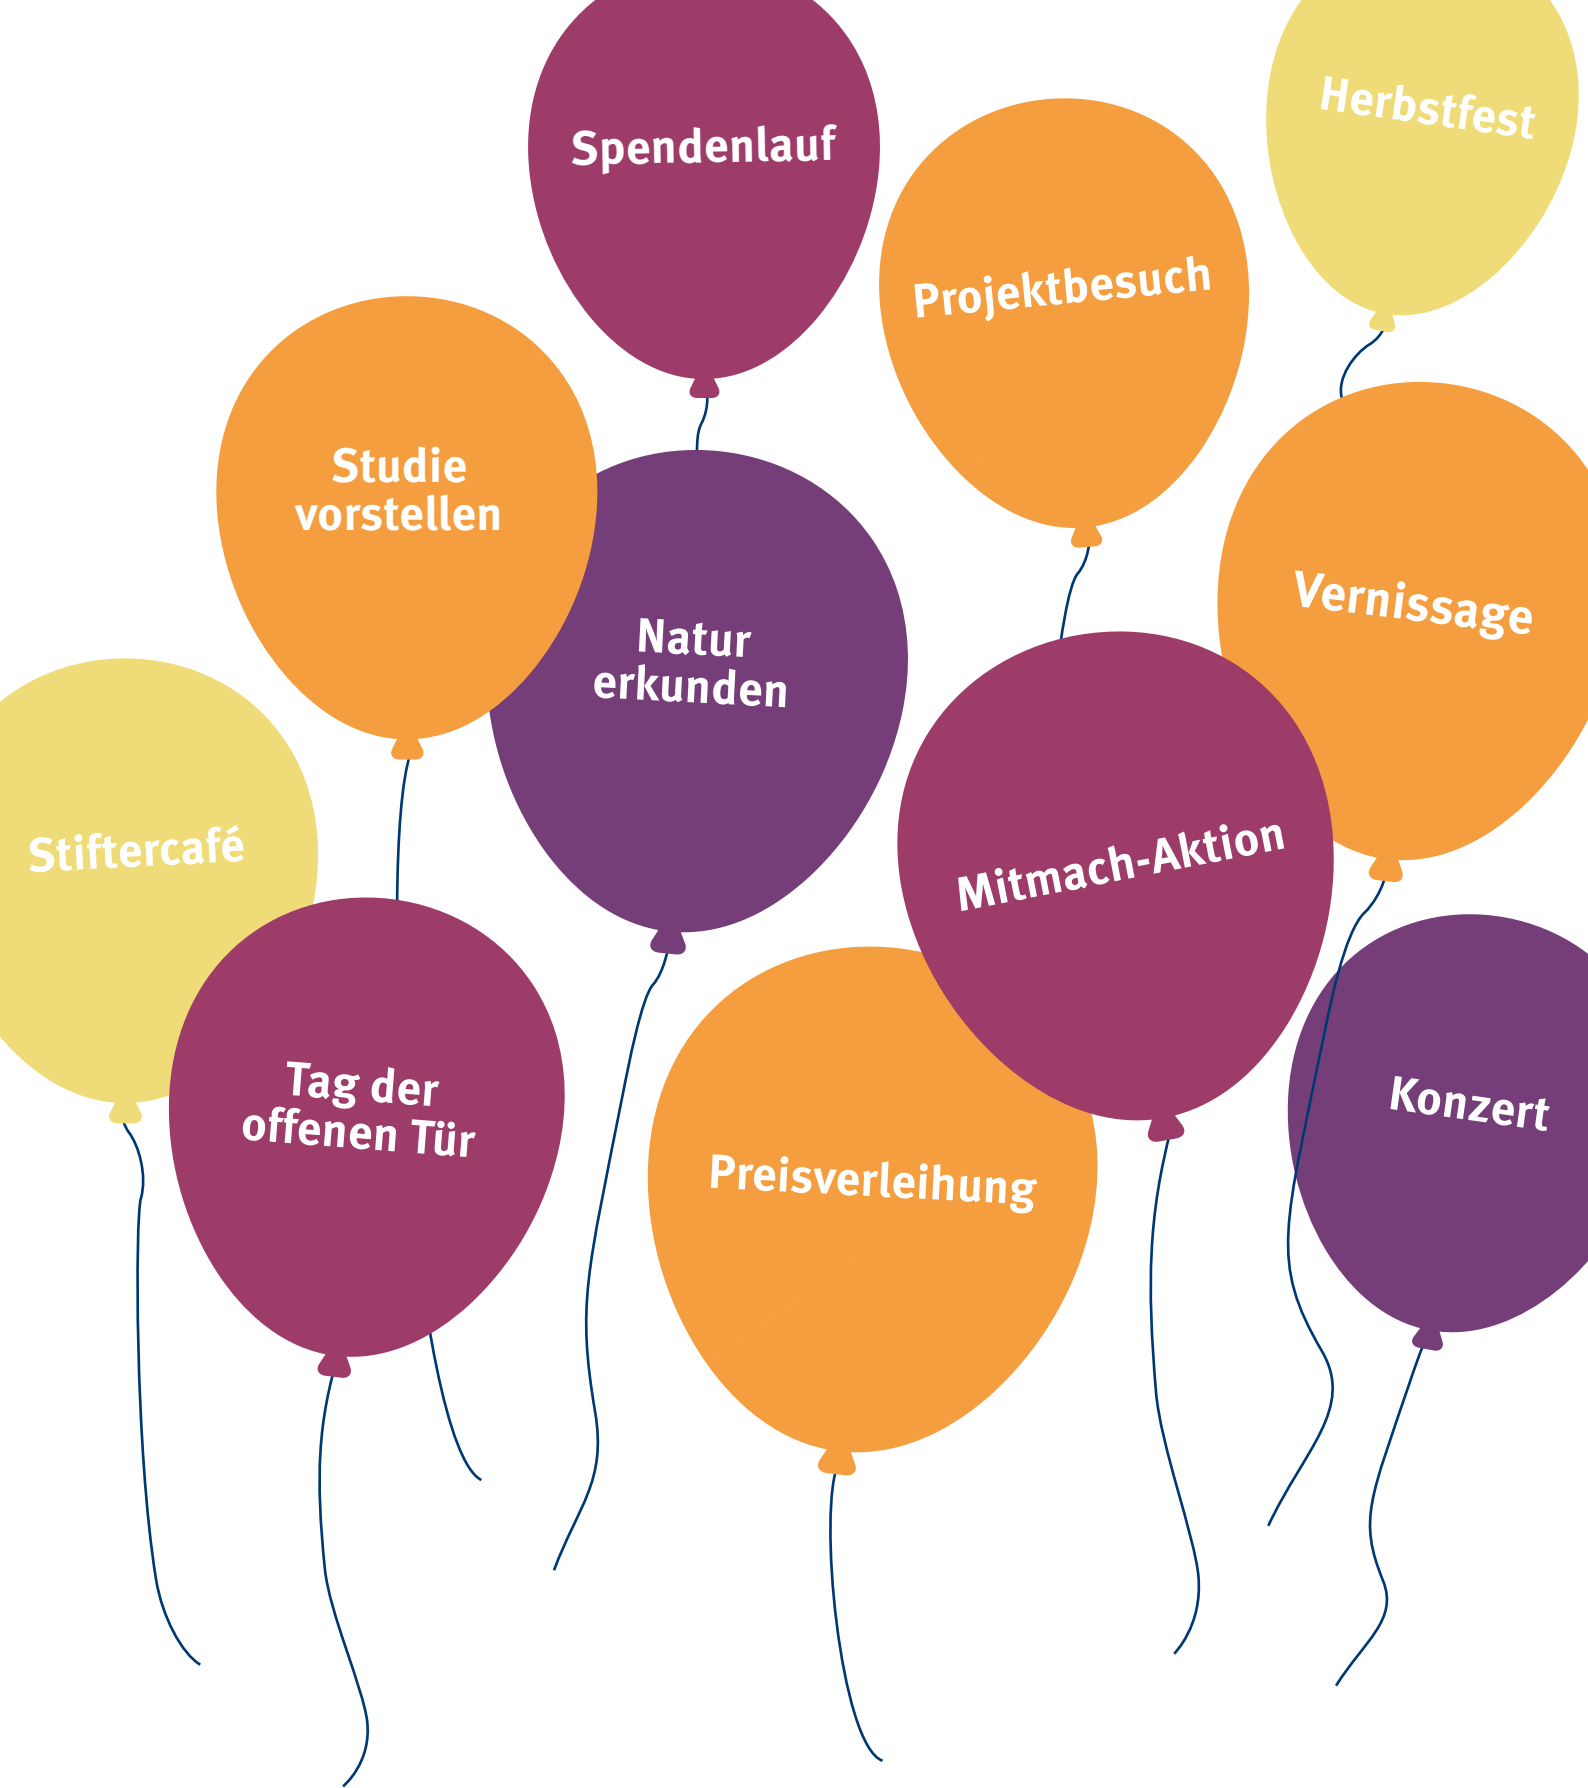 Herbstfest
Spendenlauf
Projektbesuch
Studie
vorstellen
Vernissage
Natur
erkunden
Stiftercafé
Mitmach-Aktion
Tag der
offenen Tür
Konzert
Preisverleihung